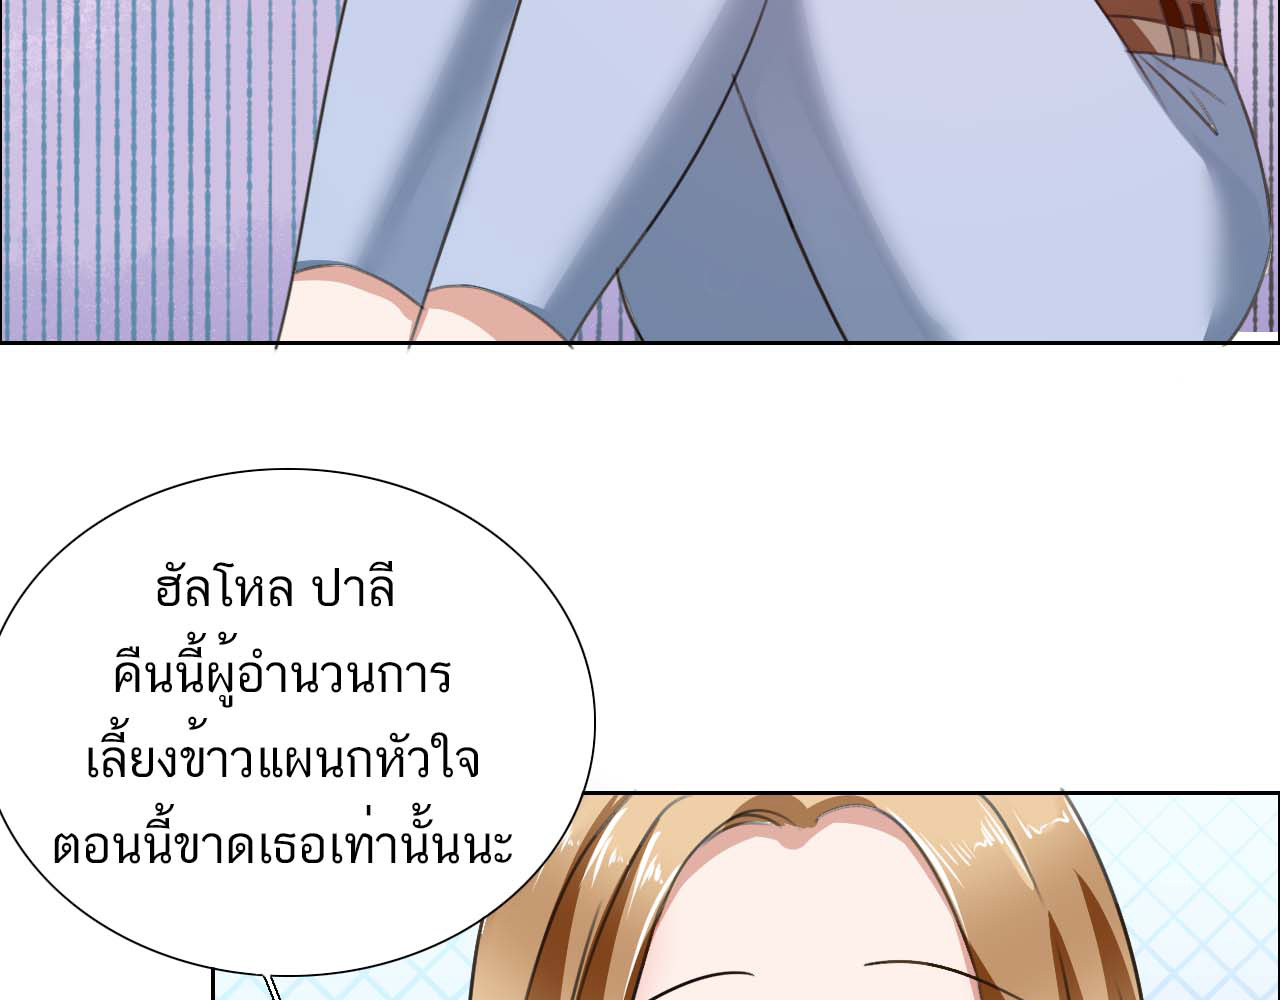 ฮัลโหล ปาลี
คืนนี้ผู้อำนวนการ
เลี้ยงข้าวแผนกหัวใจ
ตอนนี้ขาดเธอเท่านั้นนะ